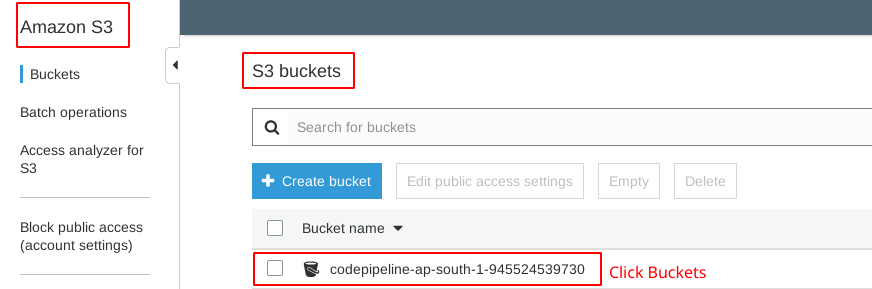 Amazon S3
Buckets
Batch operations
Access analyzer for
S3
Block public access
(account settings)
S3 buckets
Search for buckets
Create bucket
Edit public access settings
Empty
Delete
Bucket name
codepipeline-ap-south-1-945524539730
Click Buckets